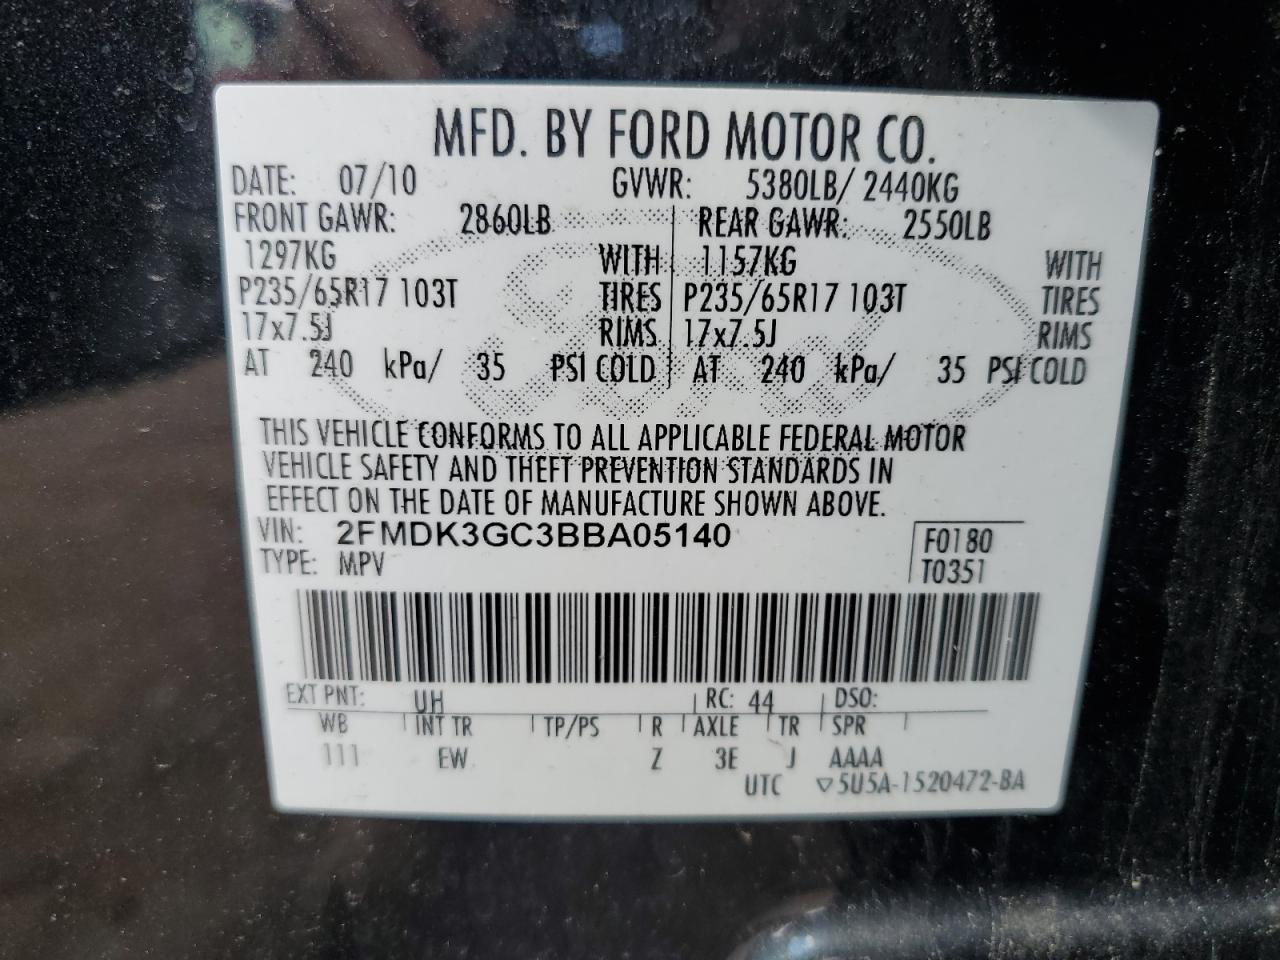 MFD. BY FORD MOTOR CO.
DATE: 07/10 GVWR: 5380LB/ 2440KG
FRONT GAWR: 2860LB REAR GAWR: 2550LB
1297KG WITH 1157KG WITH
P235/65R17 103T TIRES P235/65R17 103T TIRES
17x7.5J RIMS 17x7.5J RIMS
AT 240 kPa/ 35 PSI COLD AT 240 kPa/ 35 PSI COLD
THIS VEHICLE CONFORMS TO ALL APPLICABLE FEDERAL MOTOR
VEHICLE SAFETY AND THEFT PREVENTION STANDARDS IN
EFFECT ON THE DATE OF MANUFACTURE SHOWN ABOVE.
VIN: 2FMDK3GC3BBA05140 F0180
TYPE: MPV T0351
EXT PNT: UH RC: 44 DSO:
WB INT TR TP/PS R AXLE TR SPR
111 EW Z 3E J AAAA
UTC ▽5U5A-1520472-BA